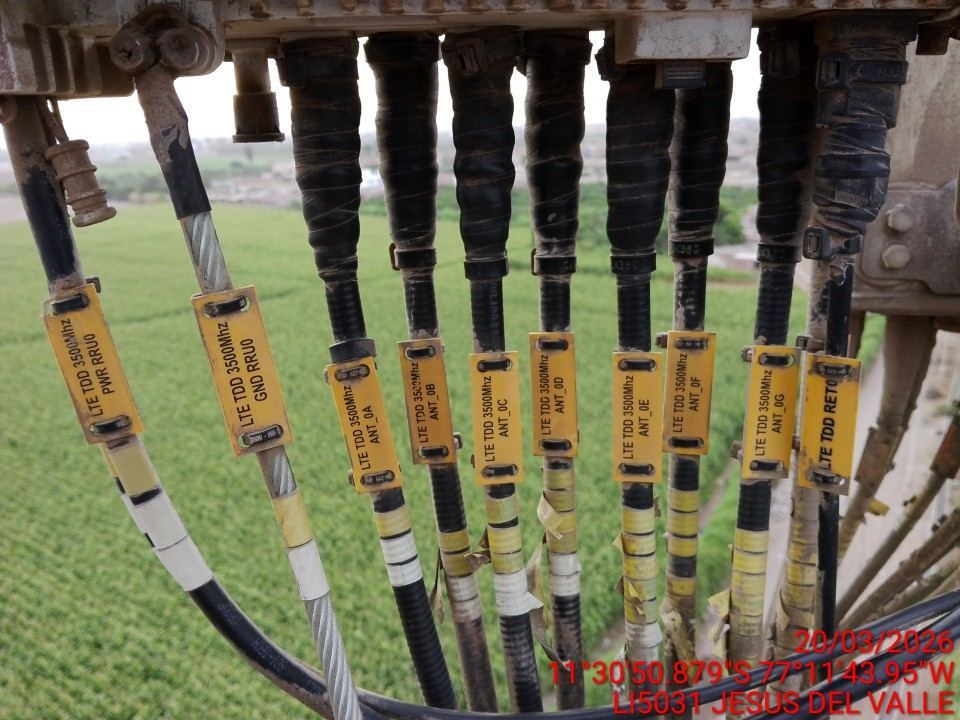 LTE TDD 3500Mhz
PWR RRU0
LTE TDD 3500Mhz
GND RRU0
LTE TDD 3500Mhz
ANT_0A
LTE TDD 3500Mhz
ANT_0B
LTE TDD 3500Mhz
ANT_0C
LTE TDD 3500Mhz
ANT_0D
LTE TDD 3500Mhz
ANT_0E
LTE TDD 3500Mhz
ANT_0F
LTE TDD 3500Mhz
ANT_0G
LTE TDD RET0
20/03/2026
11°30'50.879"S 77°11'43.95"W
LI5031 JESUS DEL VALLE